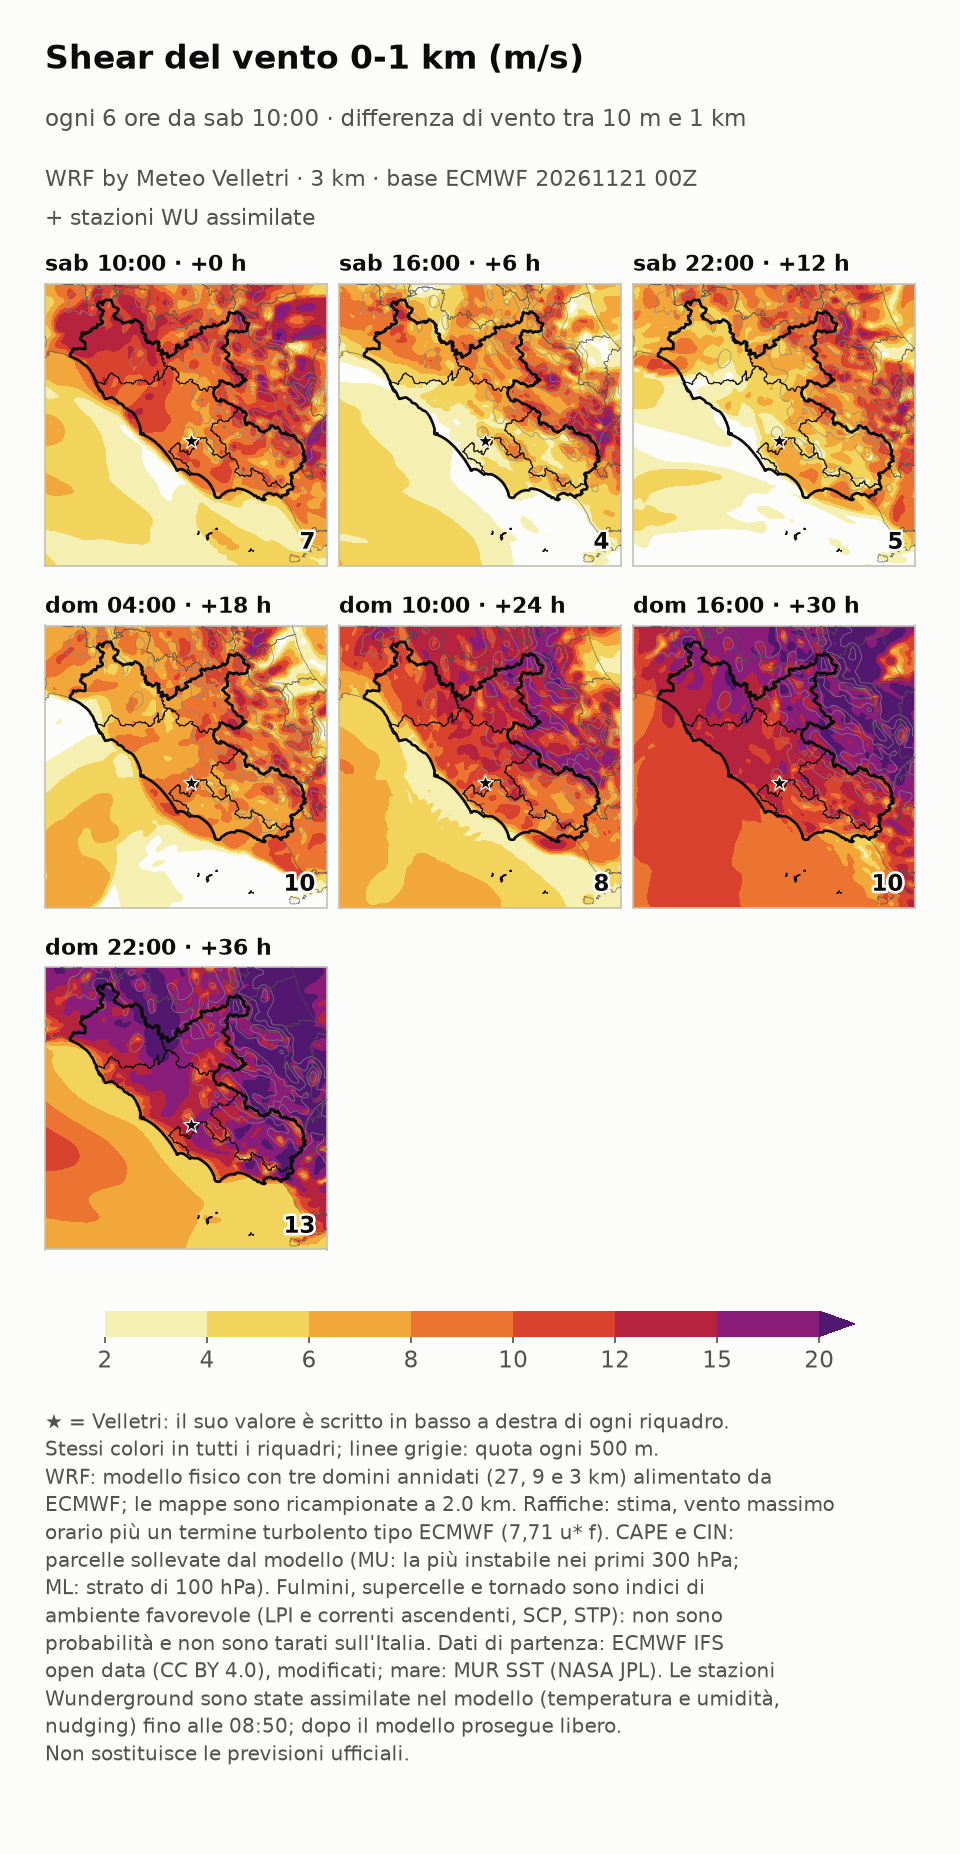 Shear del vento 0-1 km (m/s)
ogni 6 ore da sab 10:00 · differenza di vento tra 10 m e 1 km
WRF by Meteo Velletri · 3 km · base ECMWF 20261121 00Z
+ stazioni WU assimilate
sab 10:00 · +0 h
sab 16:00 · +6 h
sab 22:00 · +12 h
7
4
5
dom 04:00 · +18 h
dom 10:00 · +24 h
dom 16:00 · +30 h
10
8
10
dom 22:00 · +36 h
13
2 4 6 8 10 12 15 20
★ = Velletri: il suo valore è scritto in basso a destra di ogni riquadro.
Stessi colori in tutti i riquadri; linee grigie: quota ogni 500 m.
WRF: modello fisico con tre domini annidati (27, 9 e 3 km) alimentato da
ECMWF; le mappe sono ricampionate a 2.0 km. Raffiche: stima, vento massimo
orario più un termine turbolento tipo ECMWF (7,71 u* f). CAPE e CIN:
parcelle sollevate dal modello (MU: la più instabile nei primi 300 hPa;
ML: strato di 100 hPa). Fulmini, supercelle e tornado sono indici di
ambiente favorevole (LPI e correnti ascendenti, SCP, STP): non sono
probabilità e non sono tarati sull'Italia. Dati di partenza: ECMWF IFS
open data (CC BY 4.0), modificati; mare: MUR SST (NASA JPL). Le stazioni
Wunderground sono state assimilate nel modello (temperatura e umidità,
nudging) fino alle 08:50; dopo il modello prosegue libero.
Non sostituisce le previsioni ufficiali.